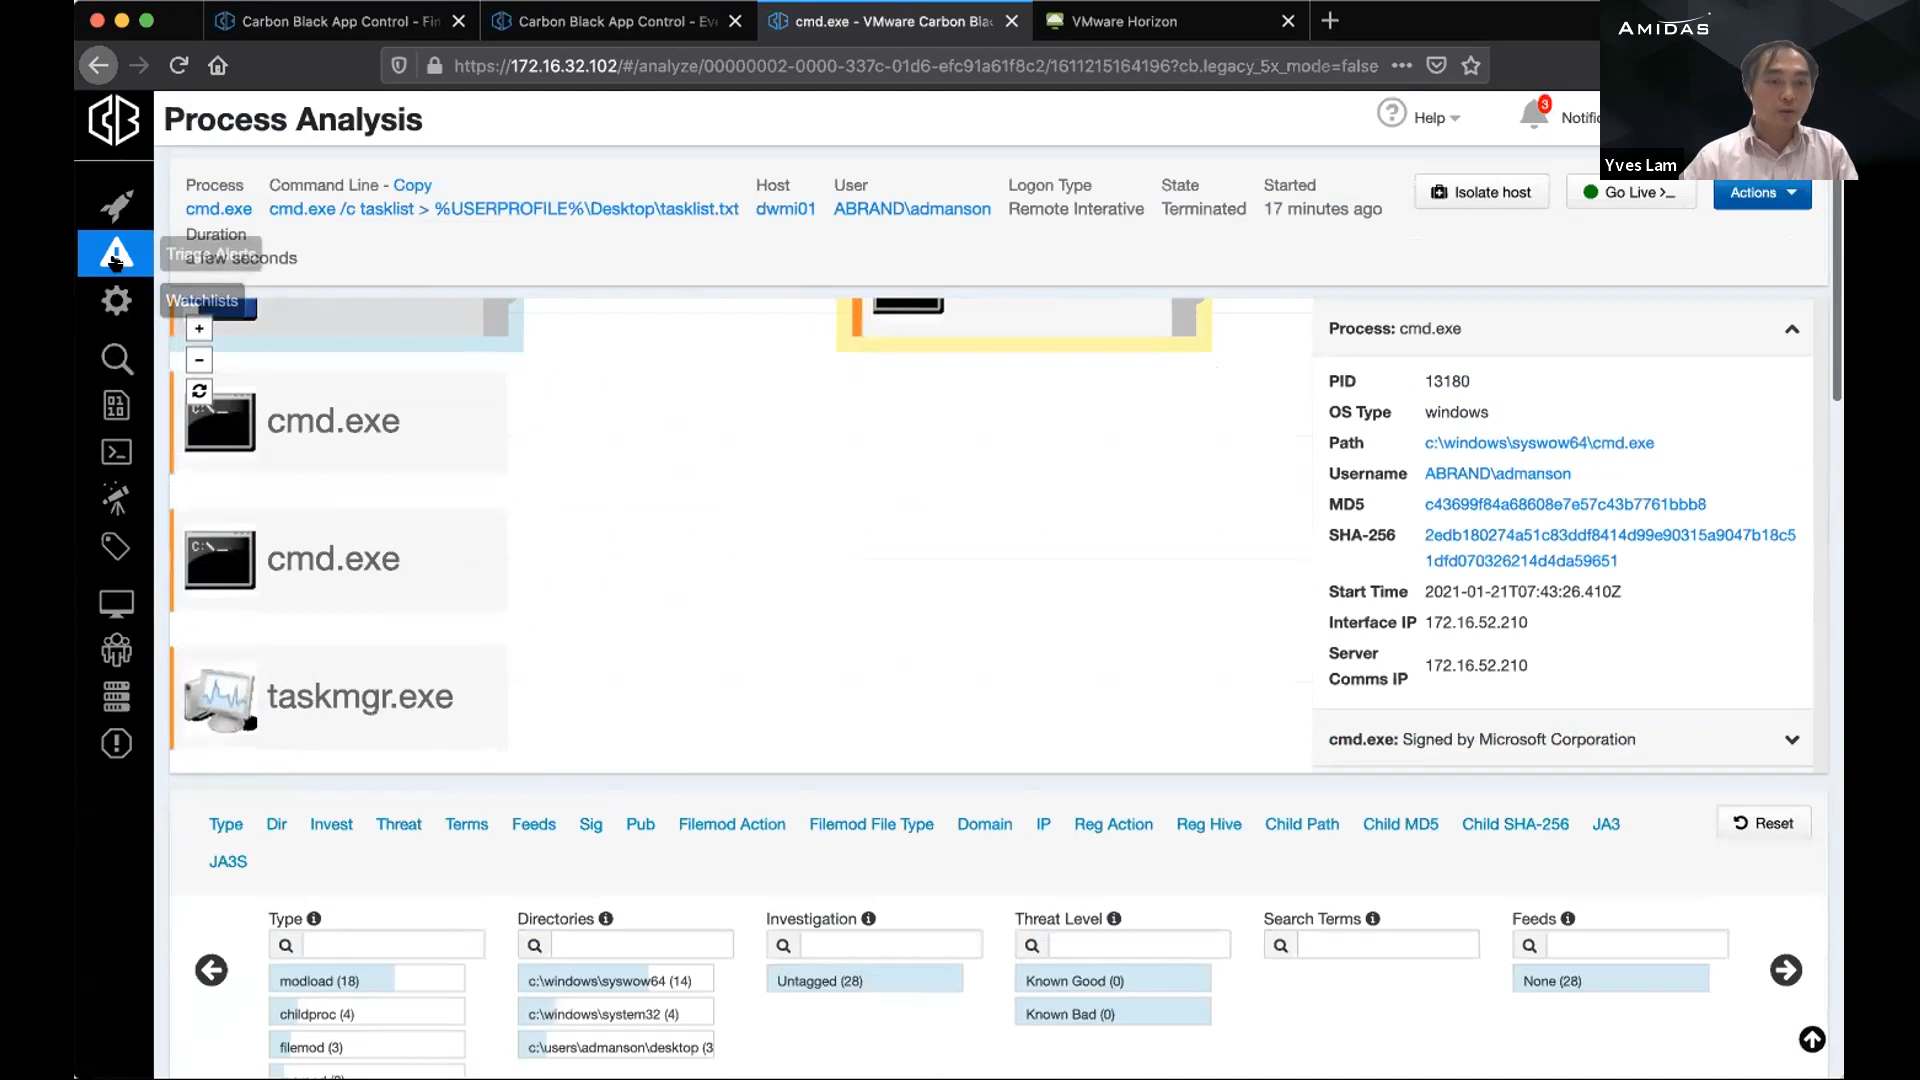 Carbon Black App Control - Fin
Carbon Black App Control - Eve
cmd.exe - VMware Carbon Blac
VMware Horizon
AMIDAS
https://172.16.32.102/#/analyze/00000002-0000-337c-01d6-efc91a61f8c2/1611215164196?cb.legacy_5x_mode=false
Process Analysis
Help
3
Notific
Yves Lam
Process
Command Line - Copy
Host
User
Logon Type
State
Started
cmd.exe
cmd.exe /c tasklist > %USERPROFILE%\Desktop\tasklist.txt
dwmi01
ABRAND\admanson
Remote Interative
Terminated
17 minutes ago
Isolate host
Go Live >_
Actions
Duration
a few seconds
Triage Alerts
Watchlists
+
-
cmd.exe
cmd.exe
taskmgr.exe
Process: cmd.exe
PID 13180
OS Type windows
Path c:\windows\syswow64\cmd.exe
Username ABRAND\admanson
MD5 c43699f84a68608e7e57c43b7761bbb8
SHA-256 2edb180274a51c83ddf8414d99e90315a9047b18c5
1dfd070326214d4da59651
Start Time 2021-01-21T07:43:26.410Z
Interface IP 172.16.52.210
Server
Comms IP 172.16.52.210
cmd.exe: Signed by Microsoft Corporation
Type Dir Invest Threat Terms Feeds Sig Pub Filemod Action Filemod File Type Domain IP Reg Action Reg Hive Child Path Child MD5 Child SHA-256 JA3
JA3S
Reset
Type
Directories
Investigation
Threat Level
Search Terms
Feeds
modload (18)
c:\windows\syswow64 (14)
Untagged (28)
Known Good (0)
None (28)
childproc (4)
c:\windows\system32 (4)
Known Bad (0)
filemod (3)
c:\users\admanson\desktop (3